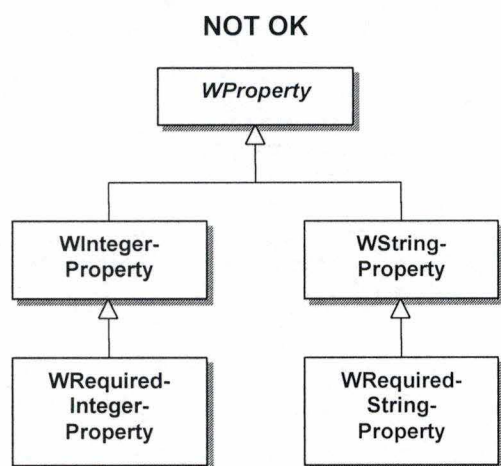 NOT OK
WProperty
WInteger-
Property
WString-
Property
WRequired-
Integer-
Property
WRequired-
String-
Property